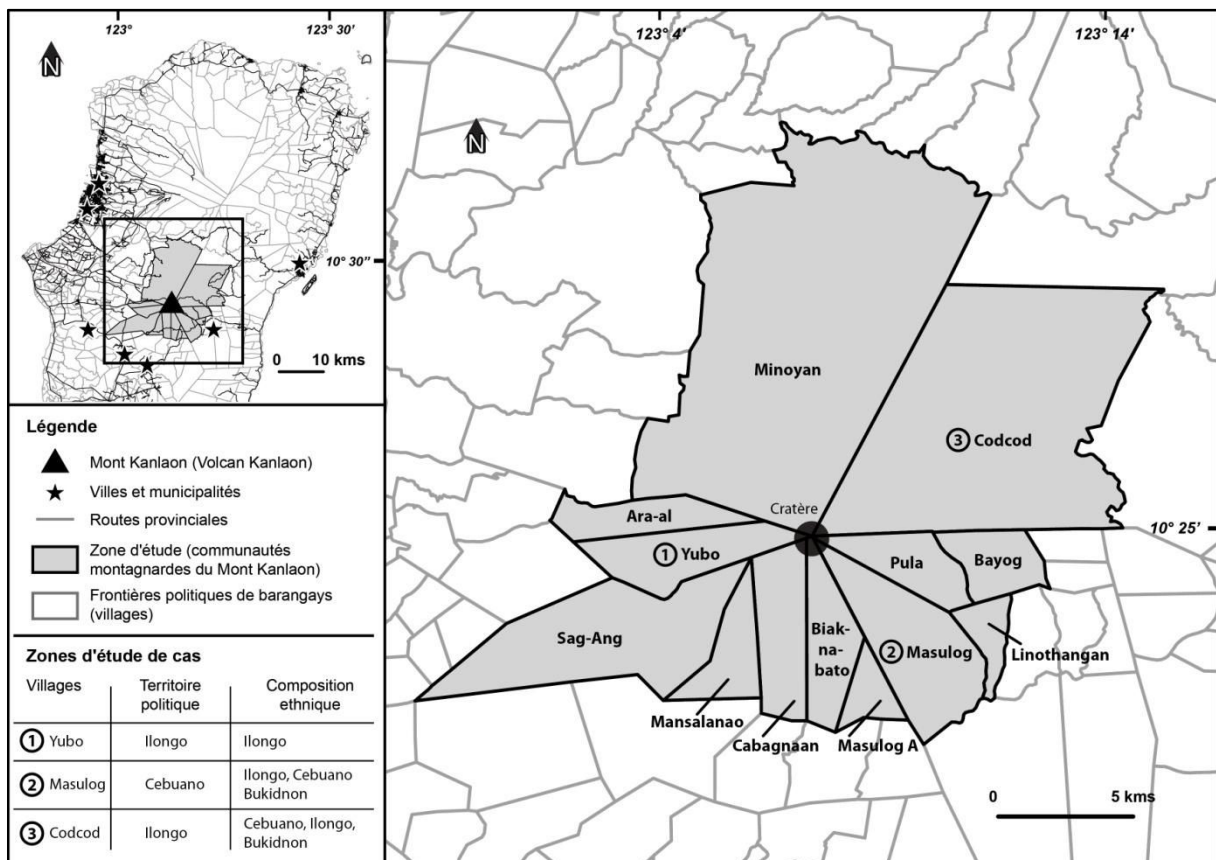 123°
123° 30'
N
10° 30''
0 10 kms
Légende
Mont Kanlaon (Volcan Kanlaon)
Villes et municipalités
Routes provinciales
Zone d'étude (communautés
montagnardes du Mont Kanlaon)
Frontières politiques de barangays
(villages)
Zones d'étude de cas
Villages Territoire Composition
politique ethnique
1 Yubo Ilongo Ilongo
2 Masulog Cebuano Ilongo, Cebuano
Bukidnon
3 Codcod Ilongo Cebuano, Ilongo,
Bukidnon
123° 4'
123° 14'
N
Minoyan
3 Codcod
Cratère
10° 25'
Ara-al
1 Yubo
Pula
Bayog
Sag-Ang
Biak-
na-
bato
2 Masulog
Linothangan
Mansalanao
Cabagnaan
Masulog A
0 5 kms